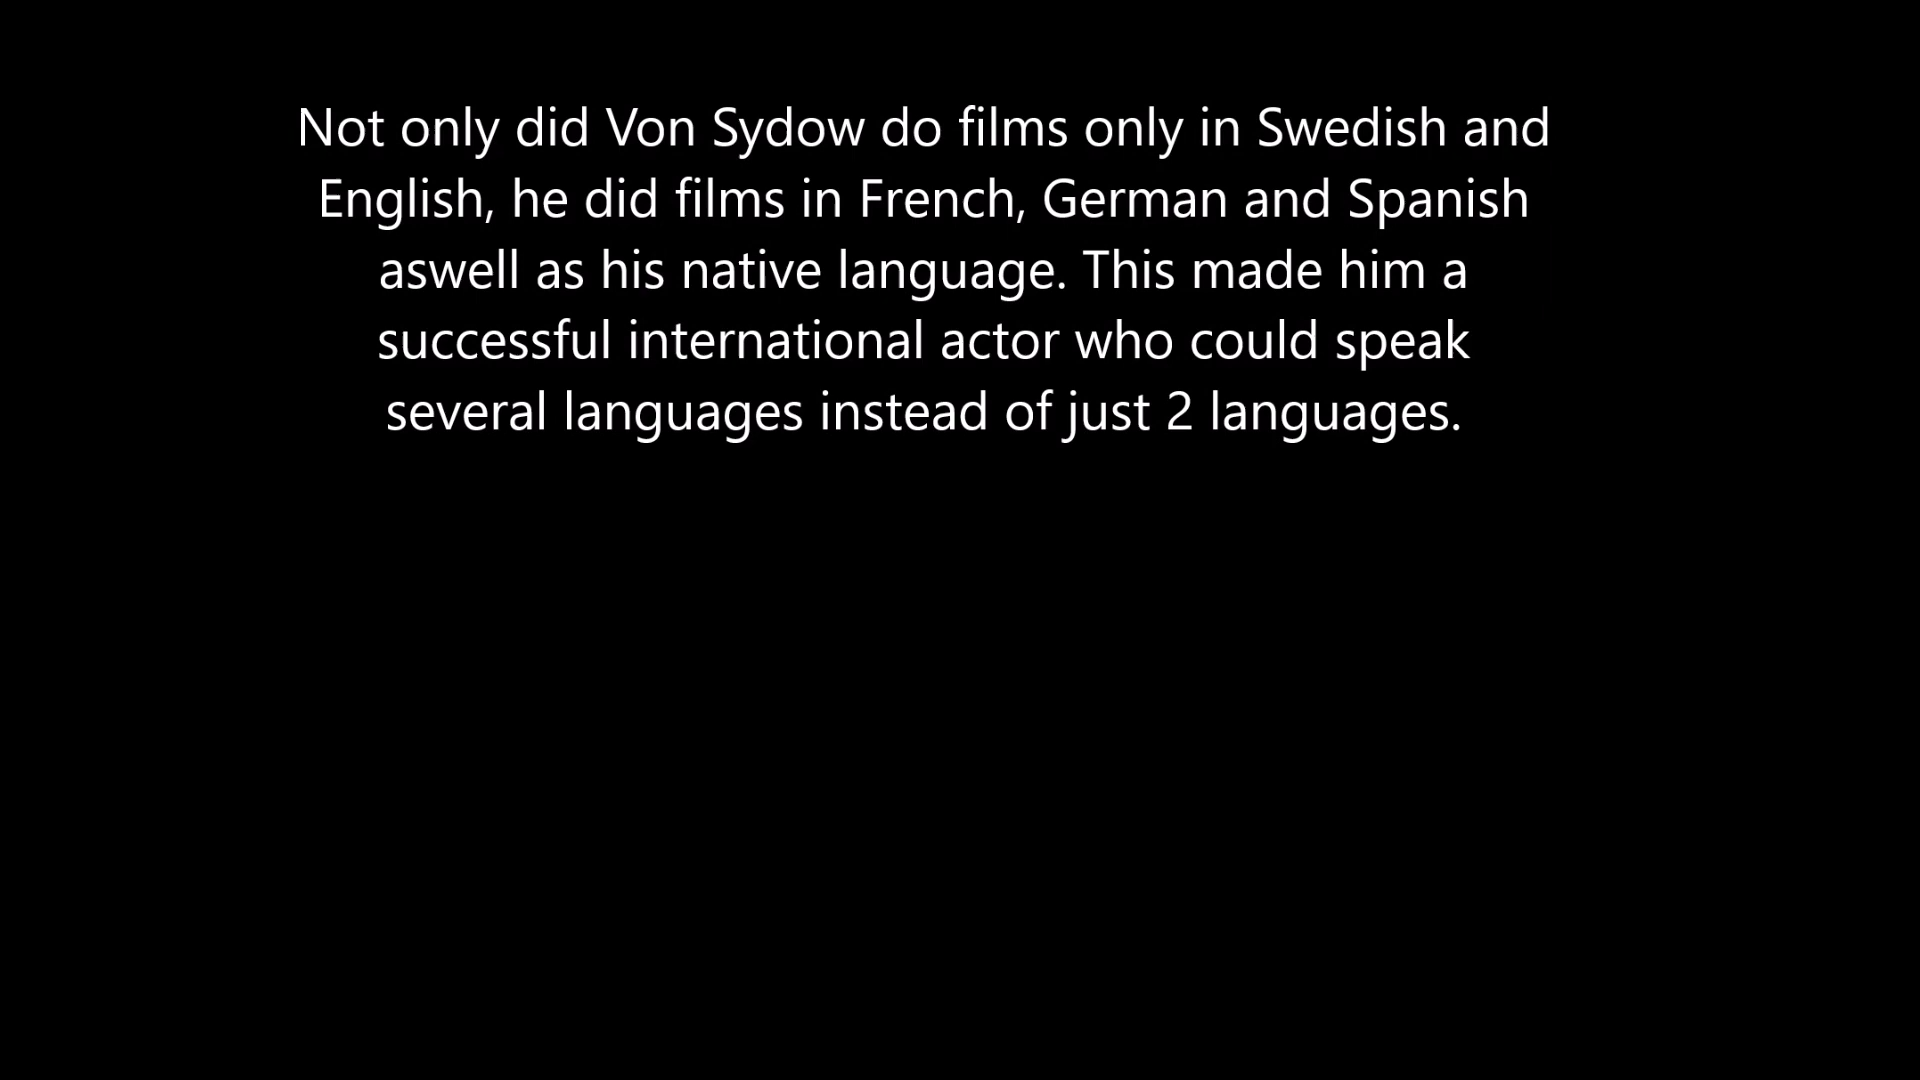 Not only did Von Sydow do films only in Swedish and
English, he did films in French, German and Spanish
aswell as his native language. This made him a
successful international actor who could speak
several languages instead of just 2 languages.